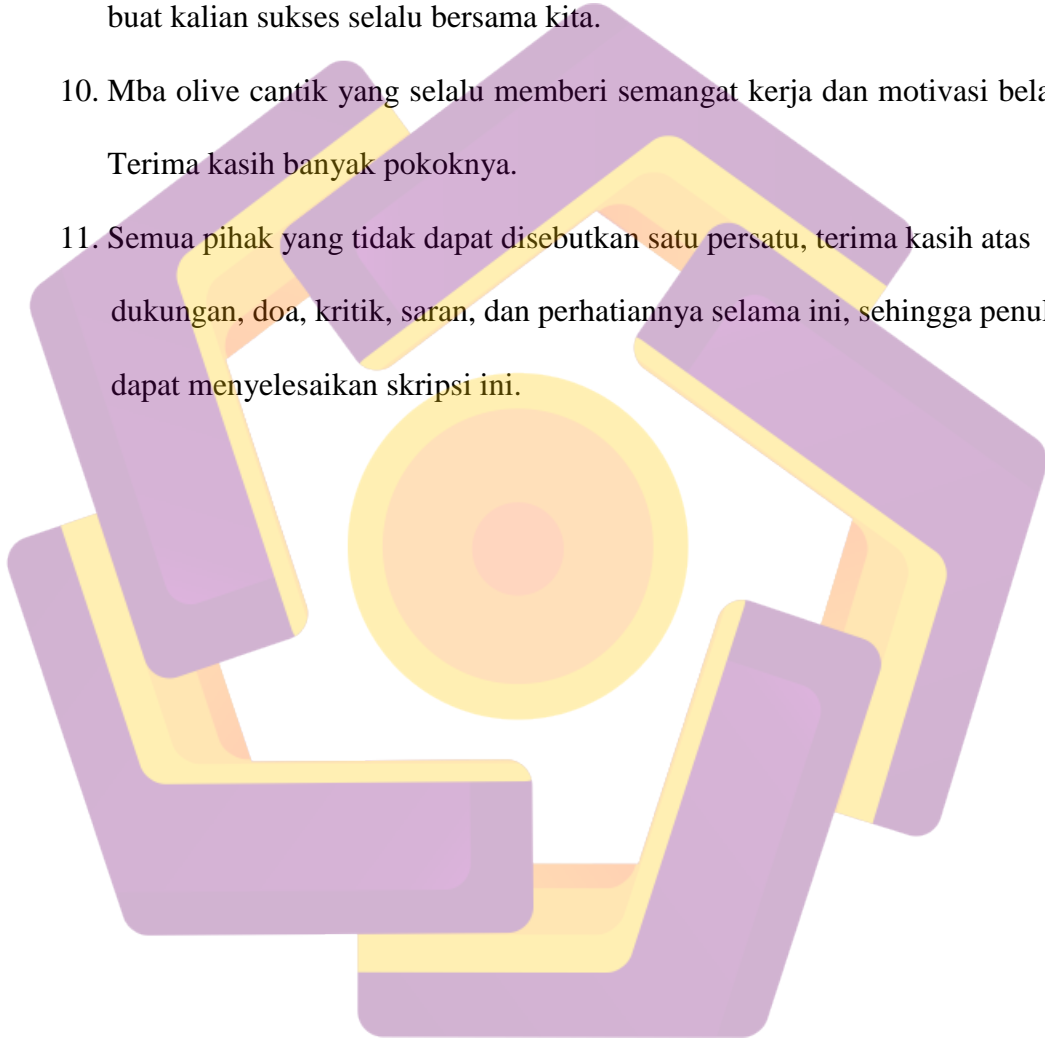 buat kalian sukses selalu bersama kita.
10. Mba olive cantik yang selalu memberi semangat kerja dan motivasi
Terima kasih banyak pokoknya.
11. Semua pihak yang tidak dapat disebutkan satu persatu, terima kasih atas
dukungan, doa, kritik, saran, dan perhatiannya selama ini, sehingga
dapat menyelesaikan skripsi ini.